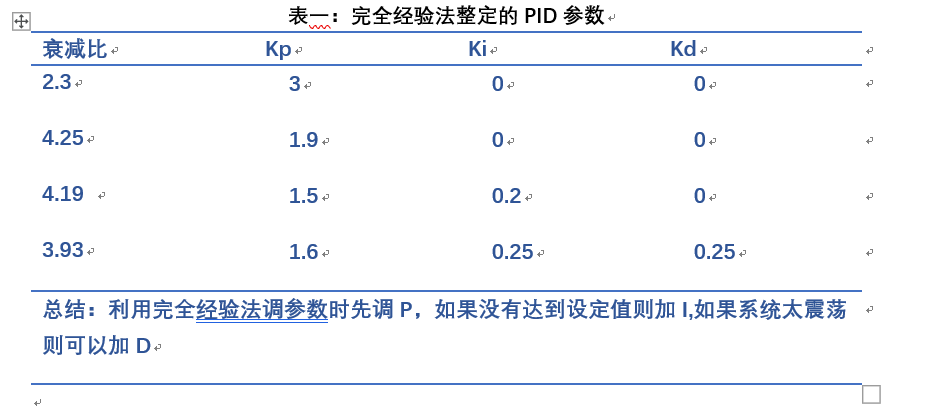 表一：完全经验法整定的 PID 参数
衰减比 Kp Ki Kd
2.3 3 0 0
4.25 1.9 0 0
4.19 1.5 0.2 0
3.93 1.6 0.25 0.25
总结：利用完全经验法调参数时先调 P，如果没有达到设定值则加 I,如果系统太震荡
则可以加 D